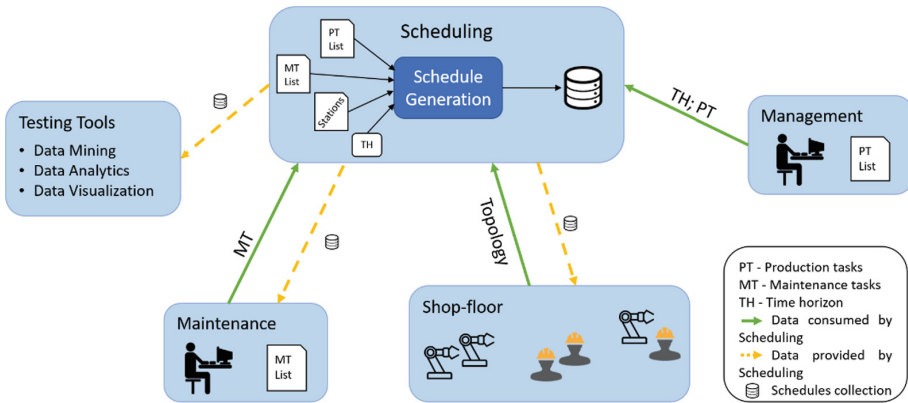 Scheduling
PT
List
MT
List
Stations
TH
Schedule
Generation
Testing Tools
• Data Mining
• Data Analytics
• Data Visualization
TH; PT
Management
PT
List
MT
Topology
Maintenance
MT
List
Shop-floor
PT - Production tasks
MT - Maintenance tasks
TH - Time horizon
Data consumed by
Scheduling
Data provided by
Scheduling
Schedules collection